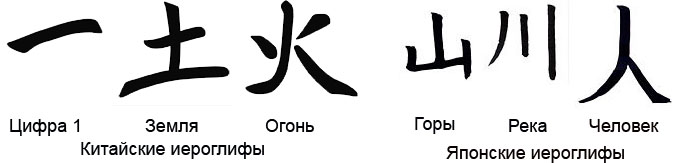 一 土 火 山 川 人
Цифра 1 Земля Огонь Горы Река Человек
Китайские иероглифы Японские иероглифы